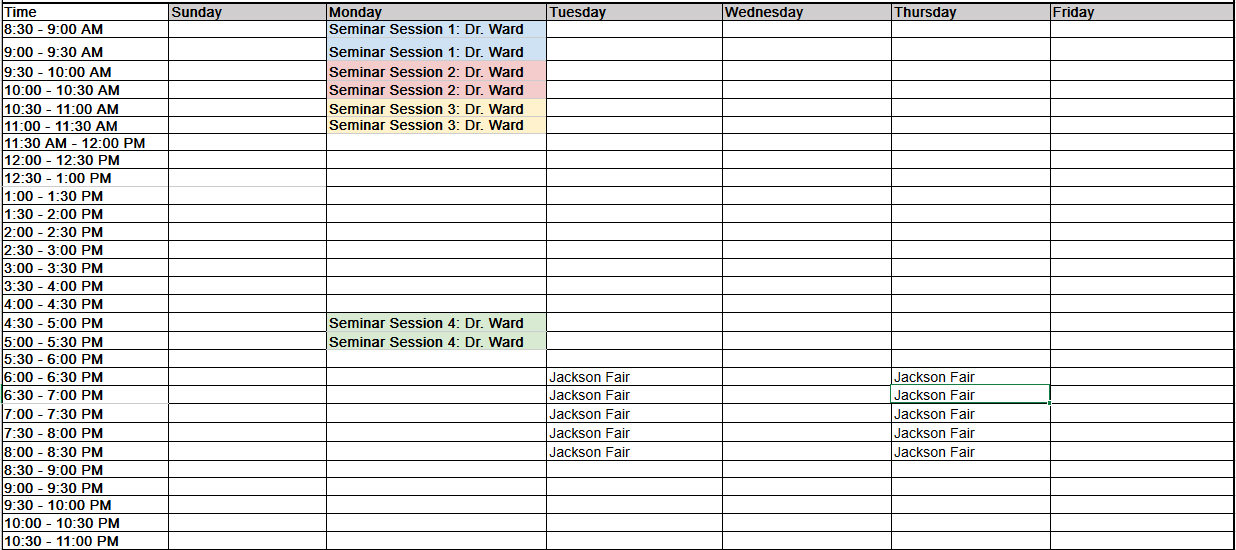 Time Sunday Monday Tuesday Wednesday Thursday Friday
8:30 - 9:00 AM Seminar Session 1: Dr. Ward
9:00 - 9:30 AM Seminar Session 1: Dr. Ward
9:30 - 10:00 AM Seminar Session 2: Dr. Ward
10:00 - 10:30 AM Seminar Session 2: Dr. Ward
10:30 - 11:00 AM Seminar Session 3: Dr. Ward
11:00 - 11:30 AM Seminar Session 3: Dr. Ward
11:30 AM - 12:00 PM
12:00 - 12:30 PM
12:30 - 1:00 PM
1:00 - 1:30 PM
1:30 - 2:00 PM
2:00 - 2:30 PM
2:30 - 3:00 PM
3:00 - 3:30 PM
3:30 - 4:00 PM
4:00 - 4:30 PM
4:30 - 5:00 PM Seminar Session 4: Dr. Ward
5:00 - 5:30 PM Seminar Session 4: Dr. Ward
5:30 - 6:00 PM
6:00 - 6:30 PM Jackson Fair Jackson Fair
6:30 - 7:00 PM Jackson Fair Jackson Fair
7:00 - 7:30 PM Jackson Fair Jackson Fair
7:30 - 8:00 PM Jackson Fair Jackson Fair
8:00 - 8:30 PM Jackson Fair Jackson Fair
8:30 - 9:00 PM
9:00 - 9:30 PM
9:30 - 10:00 PM
10:00 - 10:30 PM
10:30 - 11:00 PM